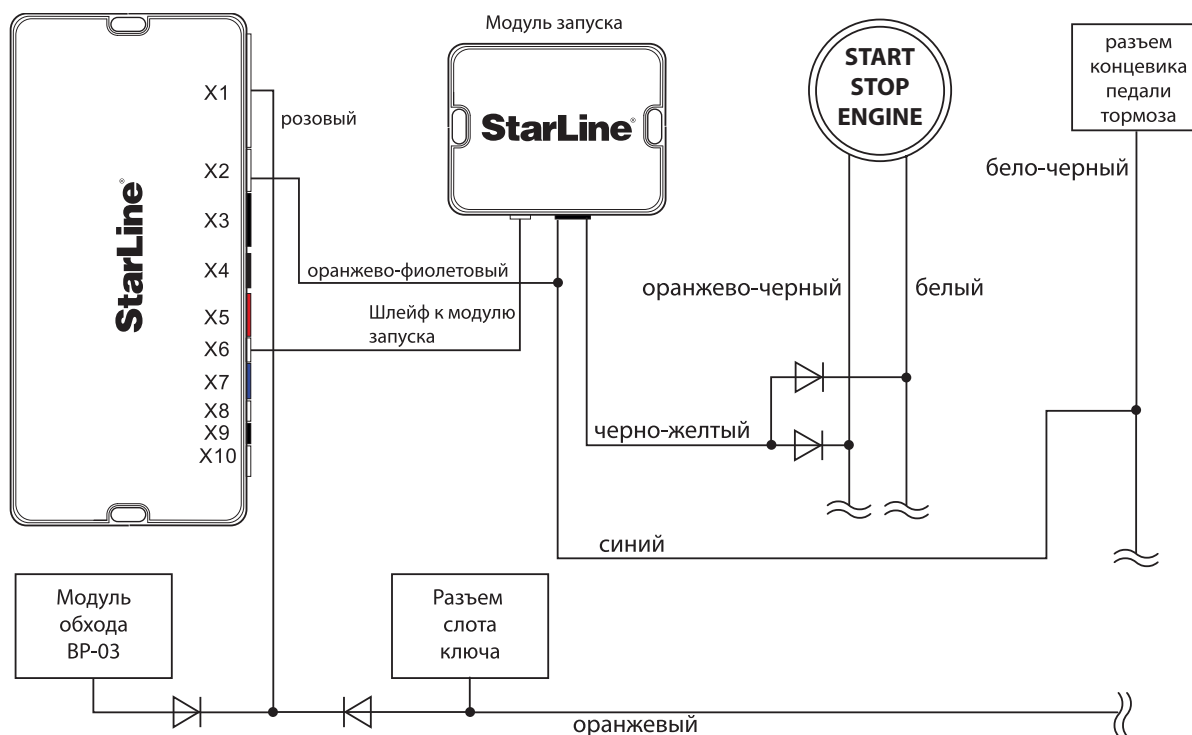 Модуль запуска
X1
X2
X3
X4
X5
X6
X7
X8
X9
X10
StarLine®
розовый
StarLine®
START
STOP
ENGINE
разъем
концевика
педали
тормоза
бело-черный
оранжево-фиолетовый
оранжево-черный
белый
Шлейф к модулю
запуска
черно-желтый
синий
Модуль
обхода
BP-03
Разъем
слота
ключа
оранжевый